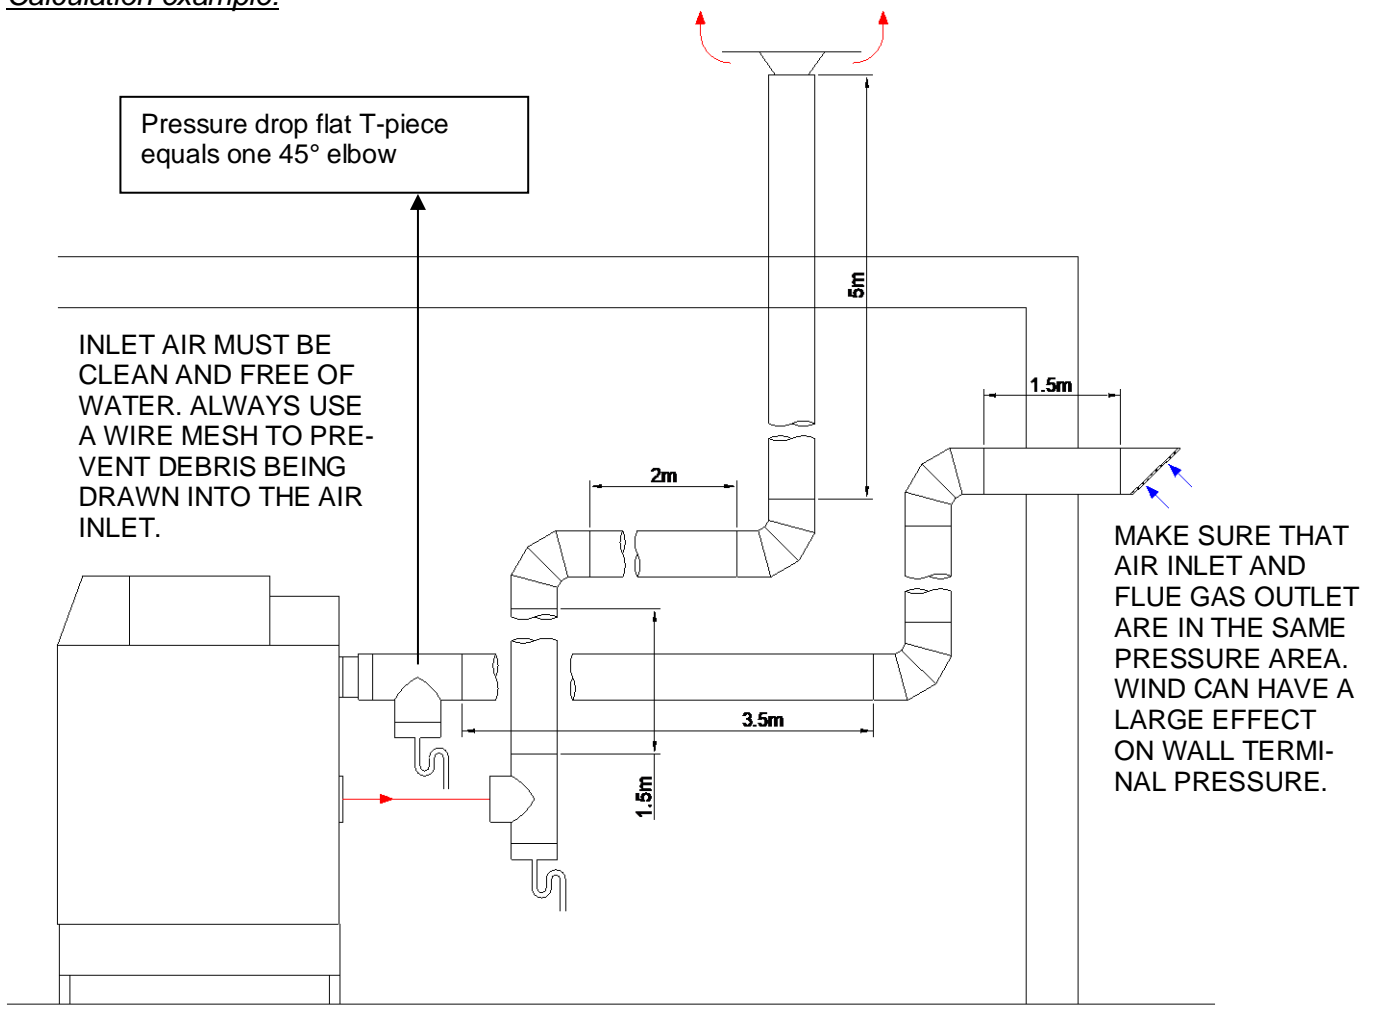 Calculation example:
Pressure drop flat T-piece
equals one 45° elbow
INLET AIR MUST BE
CLEAN AND FREE OF
WATER. ALWAYS USE
A WIRE MESH TO PRE-
VENT DEBRIS BEING
DRAWN INTO THE AIR
INLET.
5m
1.5m
2m
3.5m
1.5m
MAKE SURE THAT
AIR INLET AND
FLUE GAS OUTLET
ARE IN THE SAME
PRESSURE AREA.
WIND CAN HAVE A
LARGE EFFECT
ON WALL TERMI-
NAL PRESSURE.